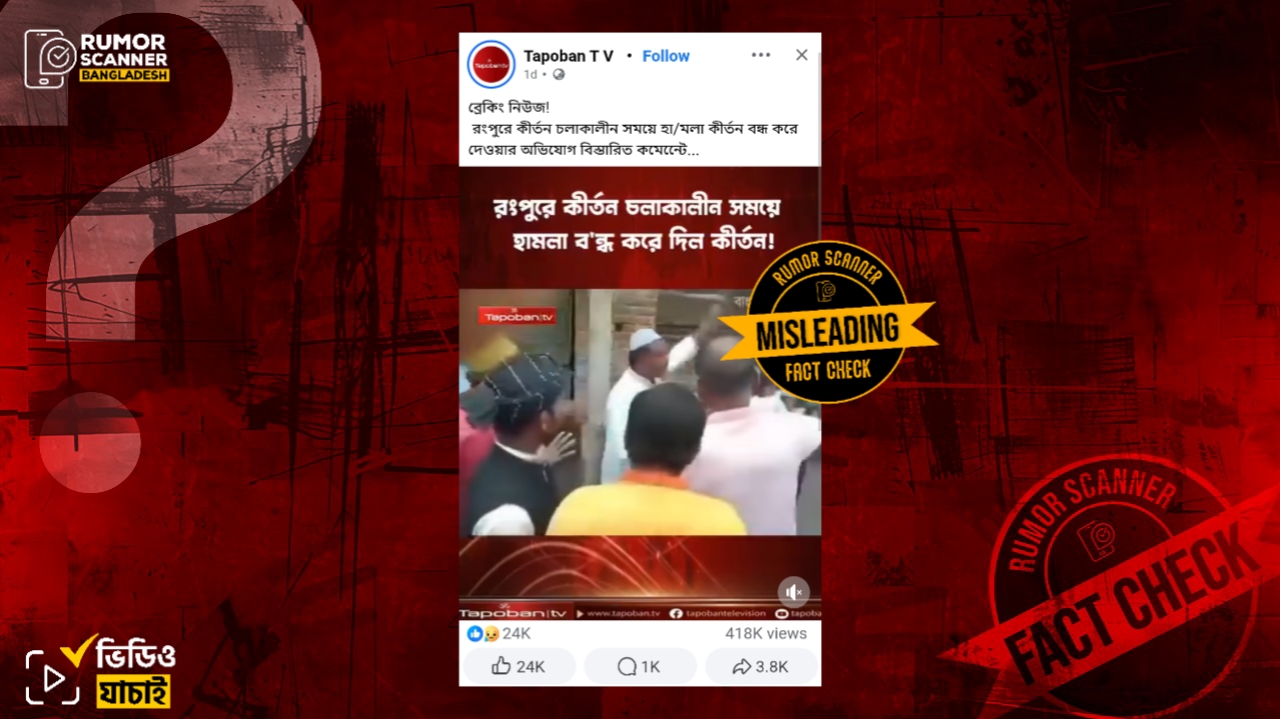 RUMOR
SCANNER
BANGLADESH
Tapoban T V • Follow
1d •
ব্রেকিং নিউজ!
রংপুরে কীর্তন চলাকালীন সময়ে হা/মলা কীর্তন বন্ধ করে
দেওয়ার অভিযোগ বিস্তারিত কমেন্টে...
রংপুরে কীর্তন চলাকালীন সময়ে
হামলা ব'ন্ধ করে দিল কীর্তন!
Tapoban tv
RUMOR SCANNER
MISLEADING
FACT CHECK
Tapoban|tv www.tapoban.tv tapobantelevision
24K 418K views
24K 1K 3.8K
RUMOR SCANNER
FACT CHECK
ভিডিও
যাচাই